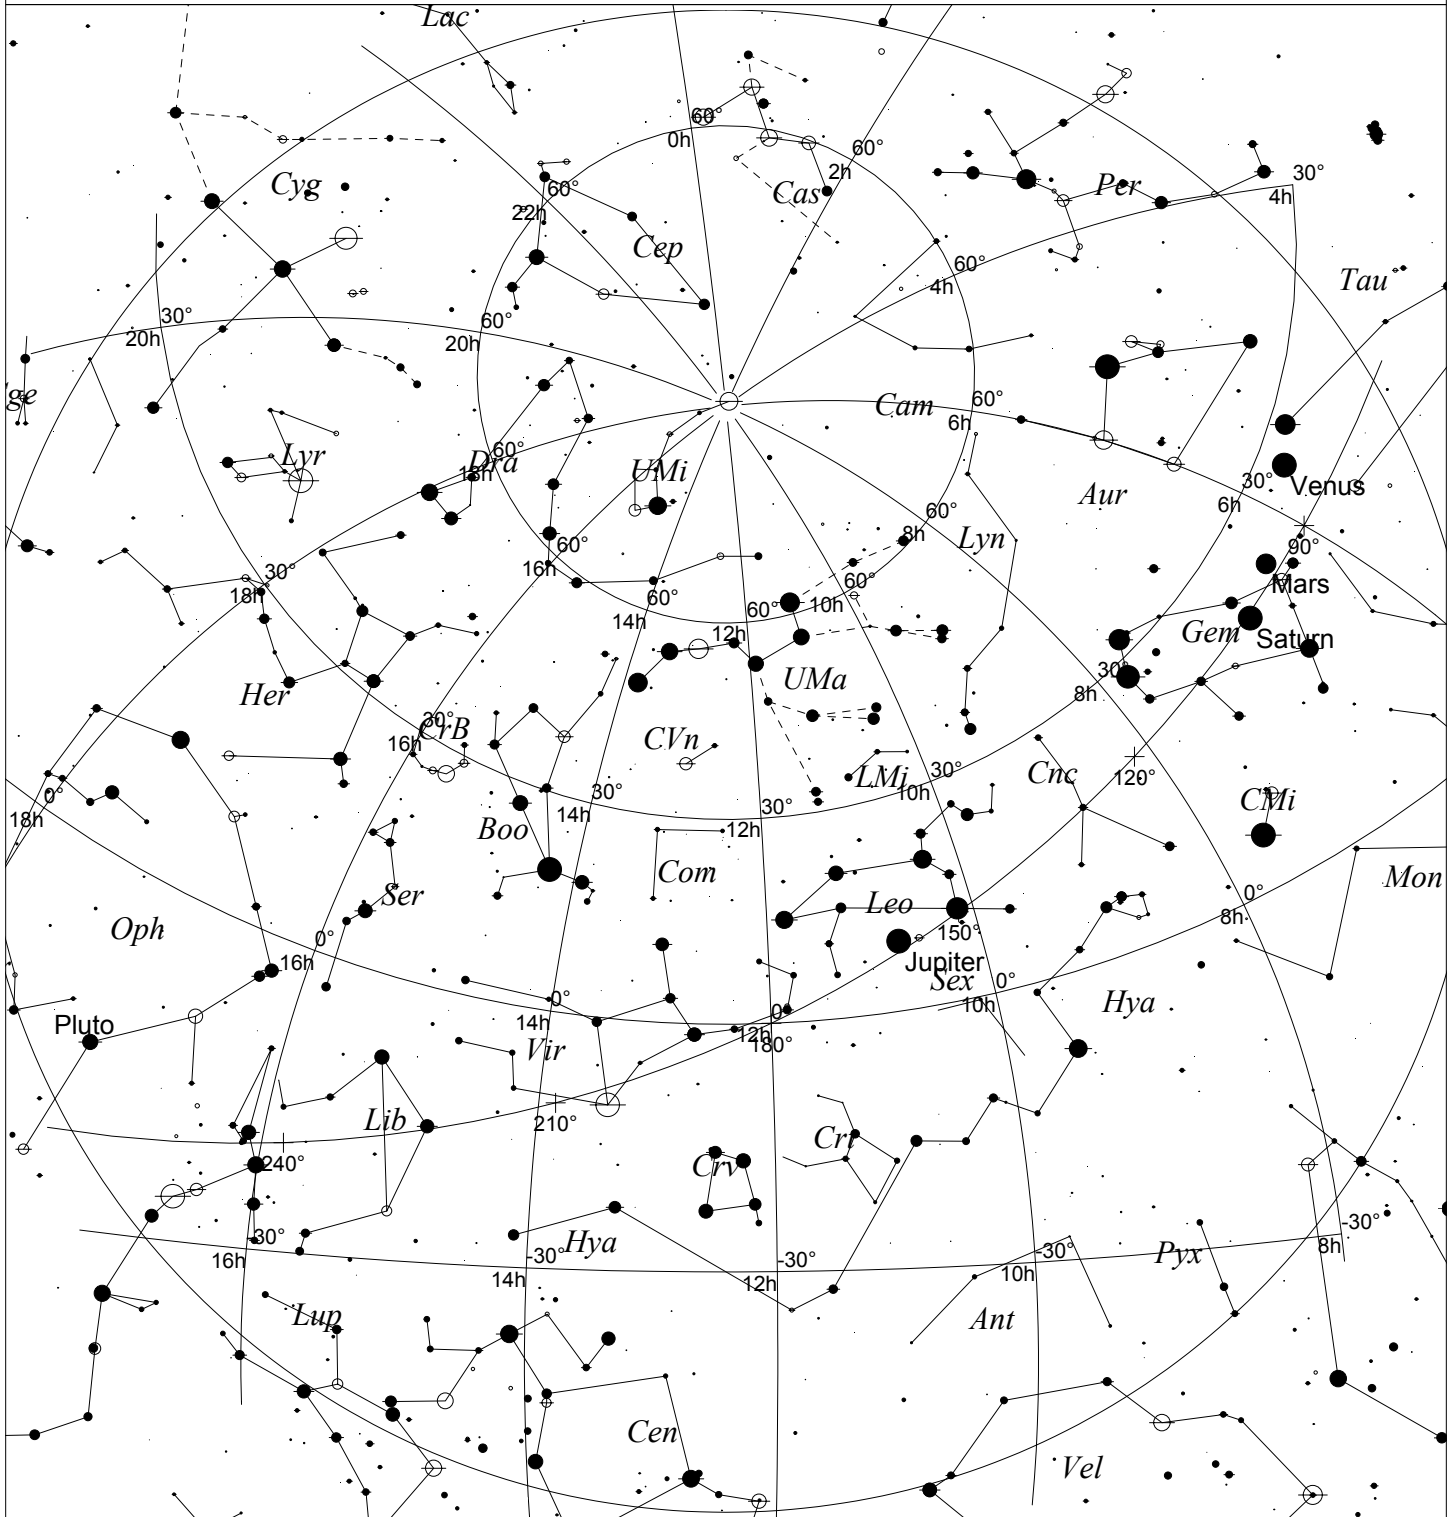 Lac
60°
0h
60°
2h
Cas
Per
30°
4h
Cyg
60°
22h
Cep
60°
4h
Tau
30°
20h
60°
20h
Cam
60°
6h
Lyr
60°
18h
Dra
UMi
Aur
30°
6h
Venus
60°
16h
60°
8h
Lyn
90°
Mars
30°
18h
60°
14h
60°
12h
60°
10h
Gem
Saturn
Her
UMa
30°
8h
30°
16h
CrB
CVn
30°
14h
30°
12h
LMi
30°
10h
Cnc
120°
CMi
0°
18h
Boo
Com
Ser
Leo
150°
Mon
0°
8h
Oph
0°
16h
Jupiter
Sex
0°
10h
Hya
Pluto
0°
14h
0°
12h
180°
Vir
Lib
210°
240°
Crv
Crt
-30°
16h
-30°
14h
Hya
-30°
12h
-30°
10h
Pyx
-30°
8h
Lup
Ant
Cen
Vel